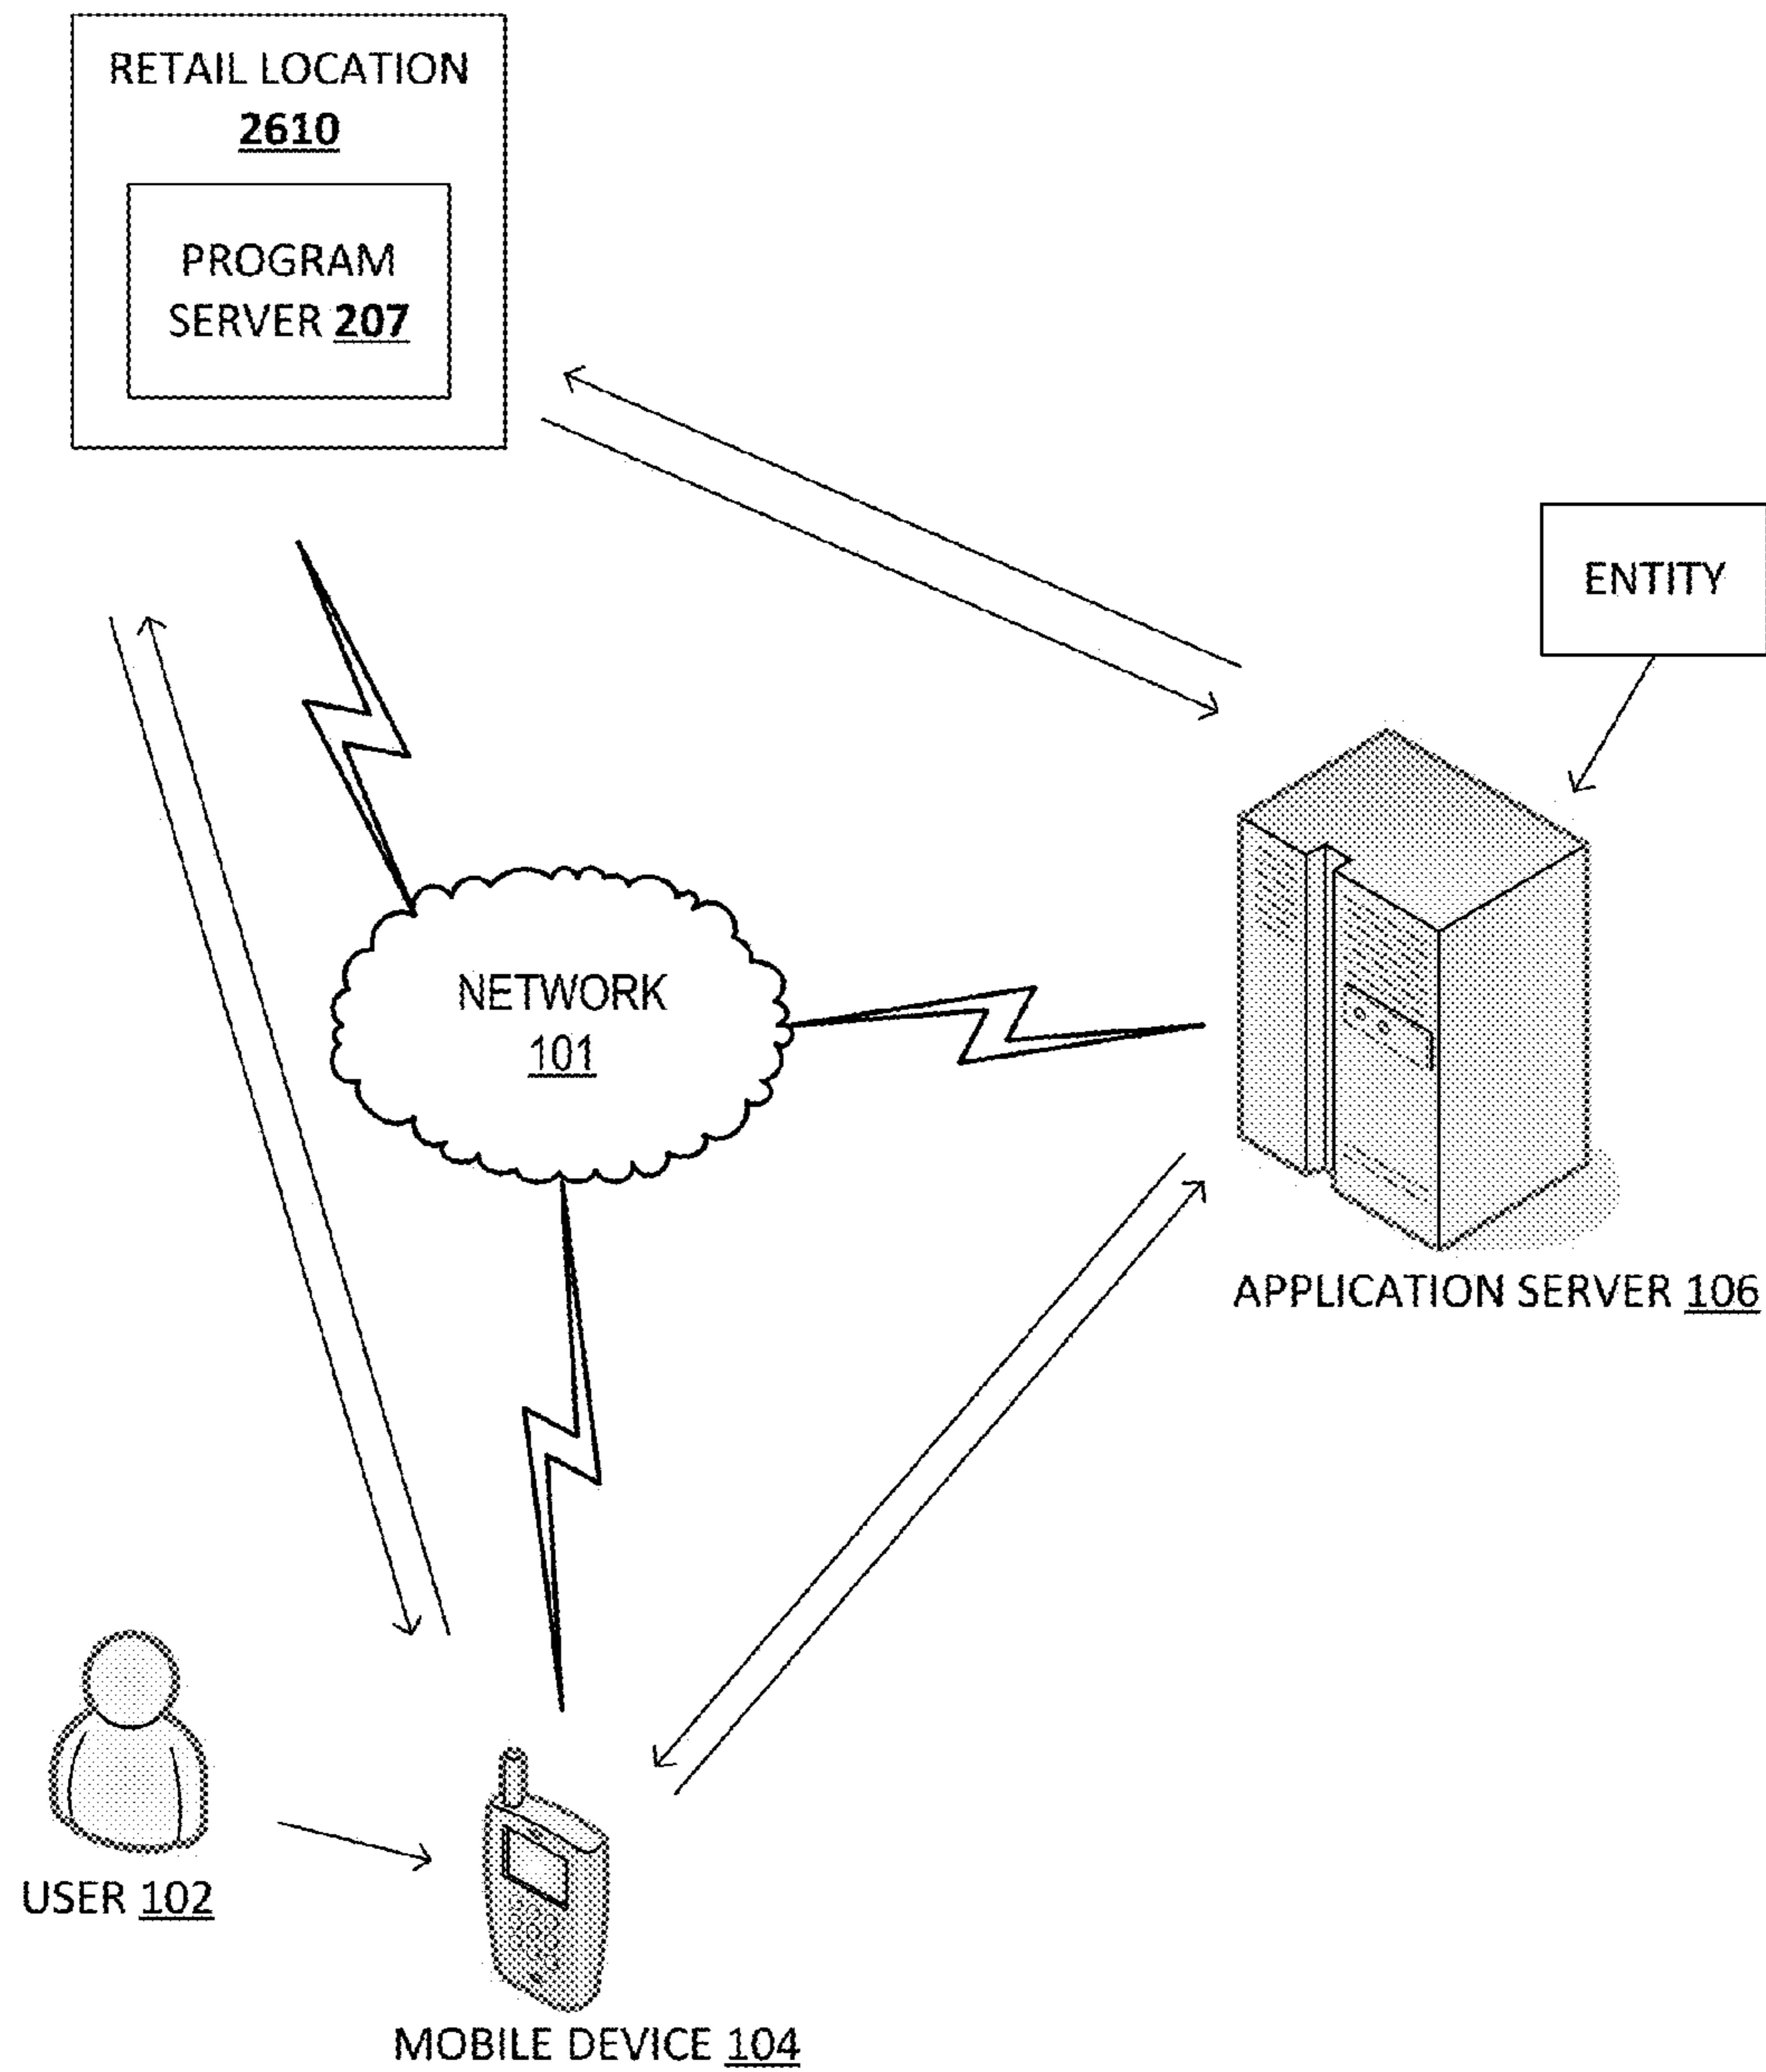 RETAIL LOCATION
2610
PROGRAM
SERVER 207
ENTITY
NETWORK
101
APPLICATION SERVER 106
USER 102
MOBILE DEVICE 104